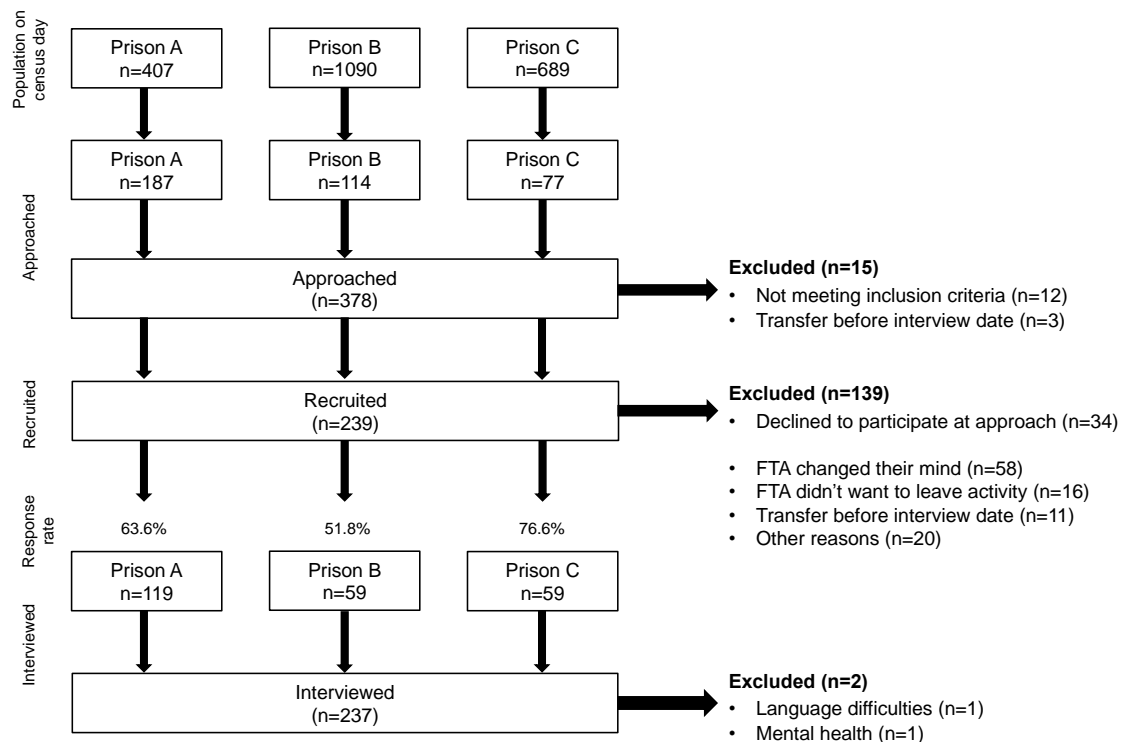 Population on
census day
Prison A
n=407
Prison B
n=1090
Prison C
n=689
Approached
Prison A
n=187
Prison B
n=114
Prison C
n=77
Approached
(n=378)
Excluded (n=15)
• Not meeting inclusion criteria (n=12)
• Transfer before interview date (n=3)
Recruited
Recruited
(n=239)
Excluded (n=139)
• Declined to participate at approach (n=34)
• FTA changed their mind (n=58)
• FTA didn’t want to leave activity (n=16)
• Transfer before interview date (n=11)
• Other reasons (n=20)
Response
rate
63.6%
51.8%
76.6%
Interviewed
Prison A
n=119
Prison B
n=59
Prison C
n=59
Interviewed
(n=237)
Excluded (n=2)
• Language difficulties (n=1)
• Mental health (n=1)